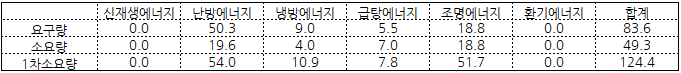 신재생에너지 난방에너지 냉방에너지 급탕에너지 조명에너지 환기에너지 합계
요구량 0.0 50.3 9.0 5.5 18.8 0.0 83.6
소요량 0.0 19.6 4.0 7.0 18.8 0.0 49.3
1차소요량 0.0 54.0 10.9 7.8 51.7 0.0 124.4